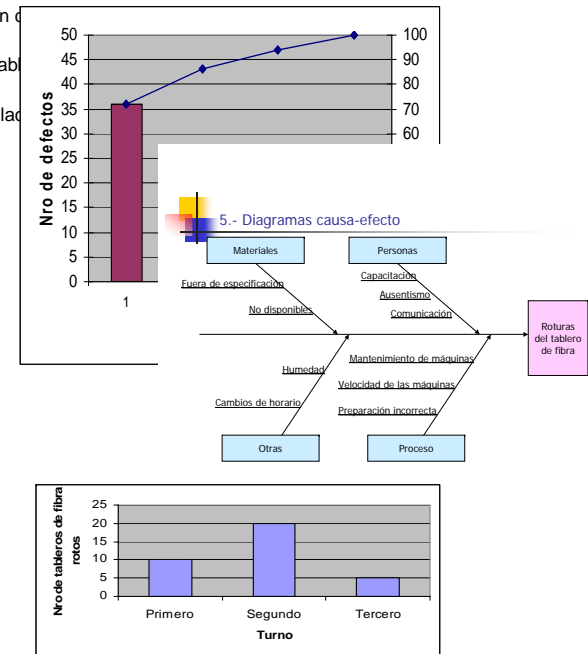 50
45
40
35
30
25
20
15
10
5
0
Nro de defectos
100
90
80
70
60
1
5.- Diagramas causa-efecto
Materiales
Personas
Fuera de especificación
No disponibles
Capacitación
Ausentismo
Comunicación
Roturas
del tablero
de fibra
Humedad
Cambios de horario
Mantenimiento de máquinas
Velocidad de las máquinas
Preparación incorrecta
Otras
Proceso
Nro de tableros de fibra
rotos
25
20
15
10
5
0
Primero Segundo Tercero
Turno